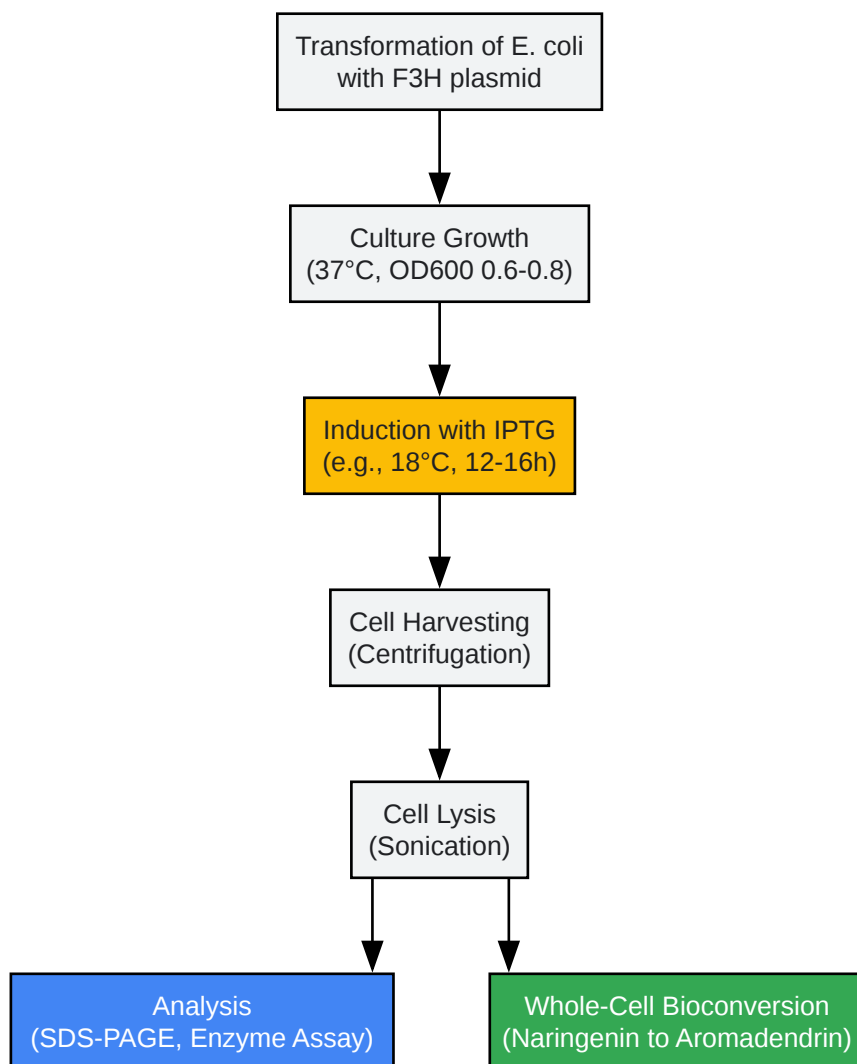 Transformation of E. coli
with F3H plasmid
Culture Growth
(37°C, OD600 0.6-0.8)
Induction with IPTG
(e.g., 18°C, 12-16h)
Cell Harvesting
(Centrifugation)
Cell Lysis
(Sonication)
Analysis
(SDS-PAGE, Enzyme Assay)
Whole-Cell Bioconversion
(Naringenin to Aromadendrin)